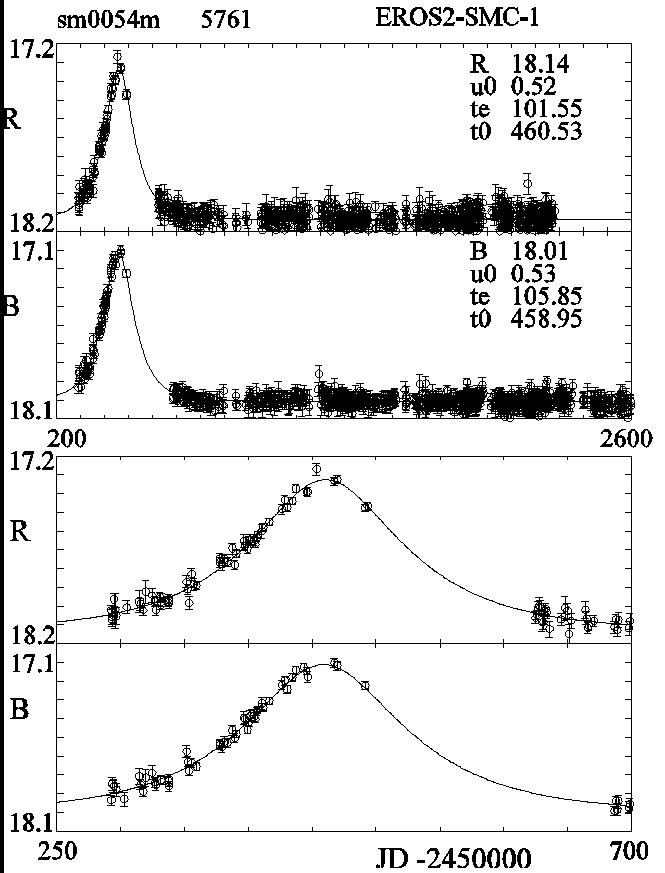 sm0054m 5761 EROS2-SMC-1
17.2
R 18.14
u0 0.52
R
te 101.55
t0 460.53
18.2
17.1
B 18.01
u0 0.53
B
te 105.85
t0 458.95
18.1
200 2600
17.2
R
18.2
17.1
B
18.1
250 JD -2450000 700